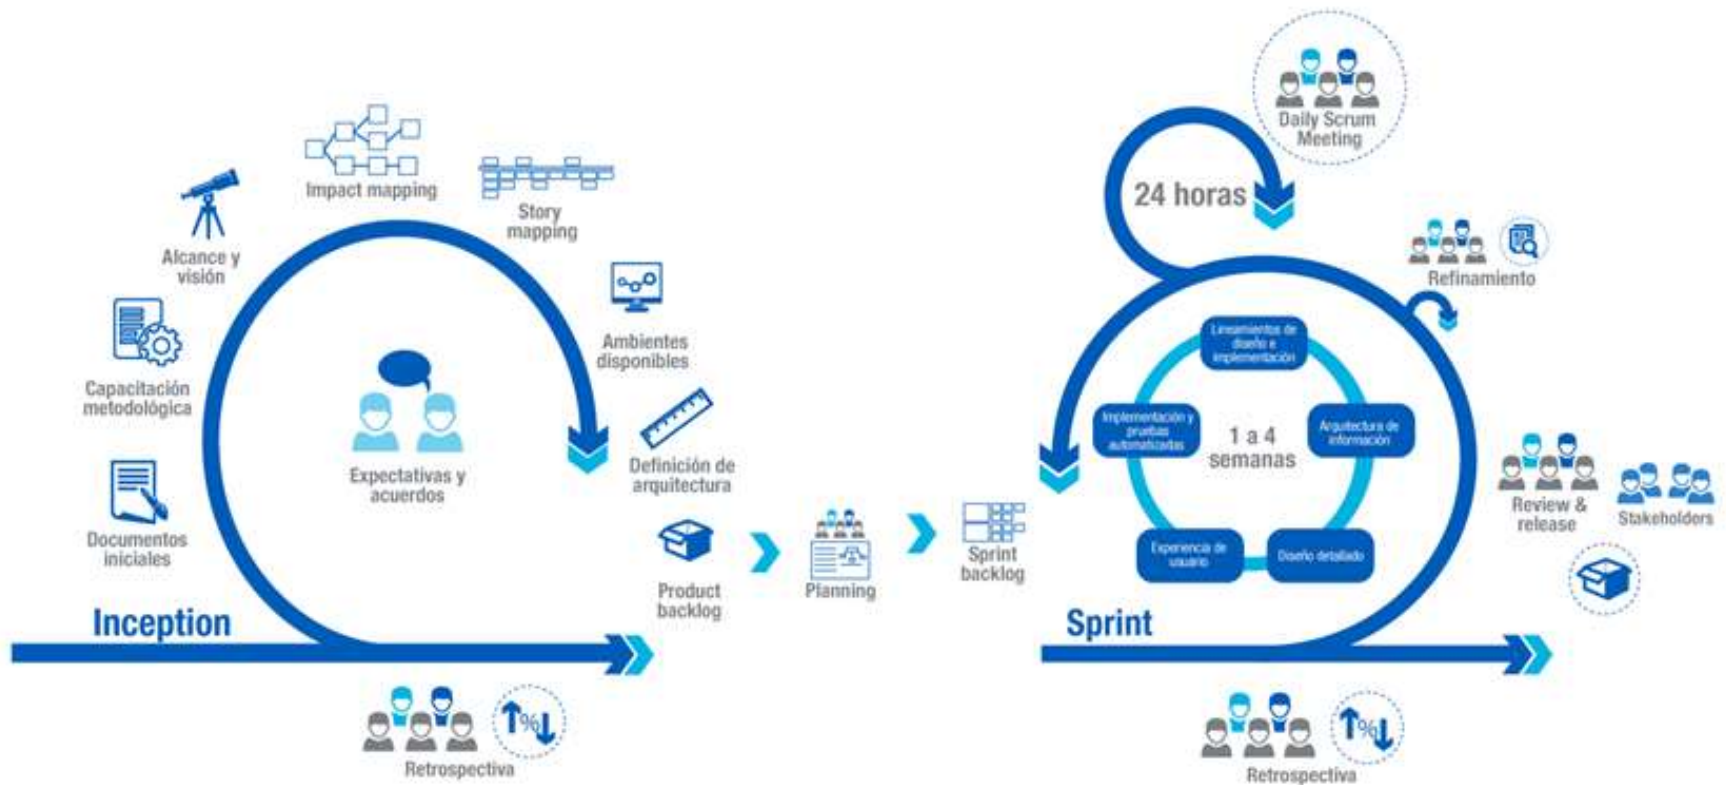 Impact mapping
Story
mapping
Alcance y
visión
Capacitación
metodológica
Documentos
iniciales
Expectativas y
acuerdos
Ambientes
disponibles
Definición de
arquitectura
Inception
Retrospectiva
%
Product
backlog
Planning
Sprint
backlog
Daily Scrum
Meeting
24 horas
Refinamiento
Lineamientos de
diseño e
implementación
Implementación y
pruebas
automatizadas
1 a 4
semanas
Arquitectura de
información
Experiencia de
usuario
Diseño detallado
Review &
release
Stakeholders
Sprint
Retrospectiva
%